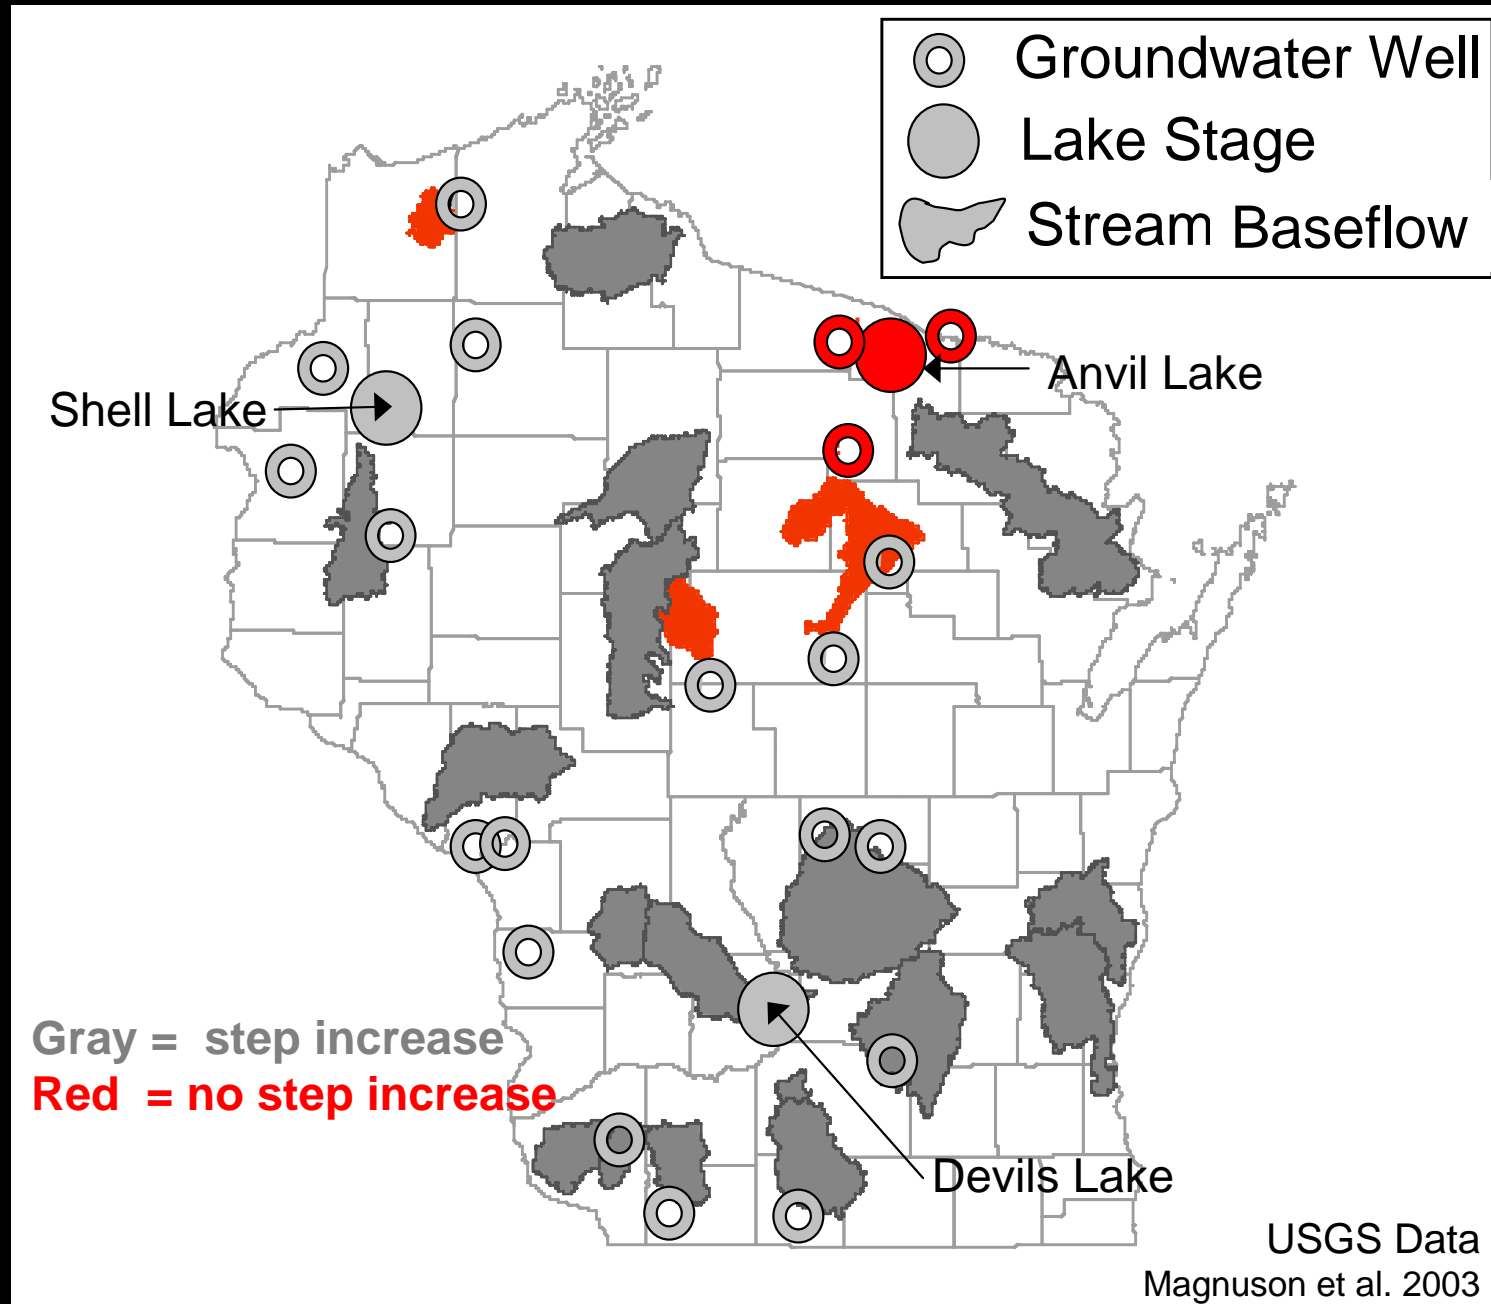 Groundwater Well
Lake Stage
Stream Baseflow
Anvil Lake
Shell Lake
Gray = step increase
Red = no step increase
Devils Lake
USGS Data
Magnuson et al. 2003